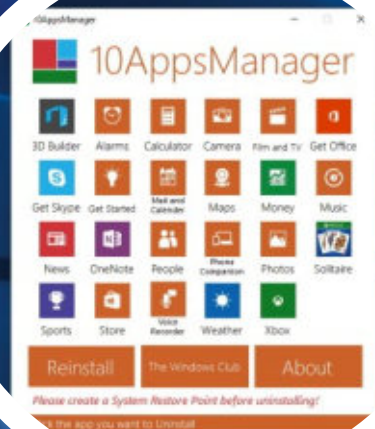 10AppsManager
10AppsManager
3D Builder Alarms Calculator Camera Film and TV Get Office
Get Skype Get Started Mail and Calender Maps Money Music
News OneNote People Phone Companion Photos Solitaire
Sports Store Voice Recorder Weather Xbox
Reinstall The Windows Club About
Please create a System Restore Point before uninstalling!
the app you want to Uninstall